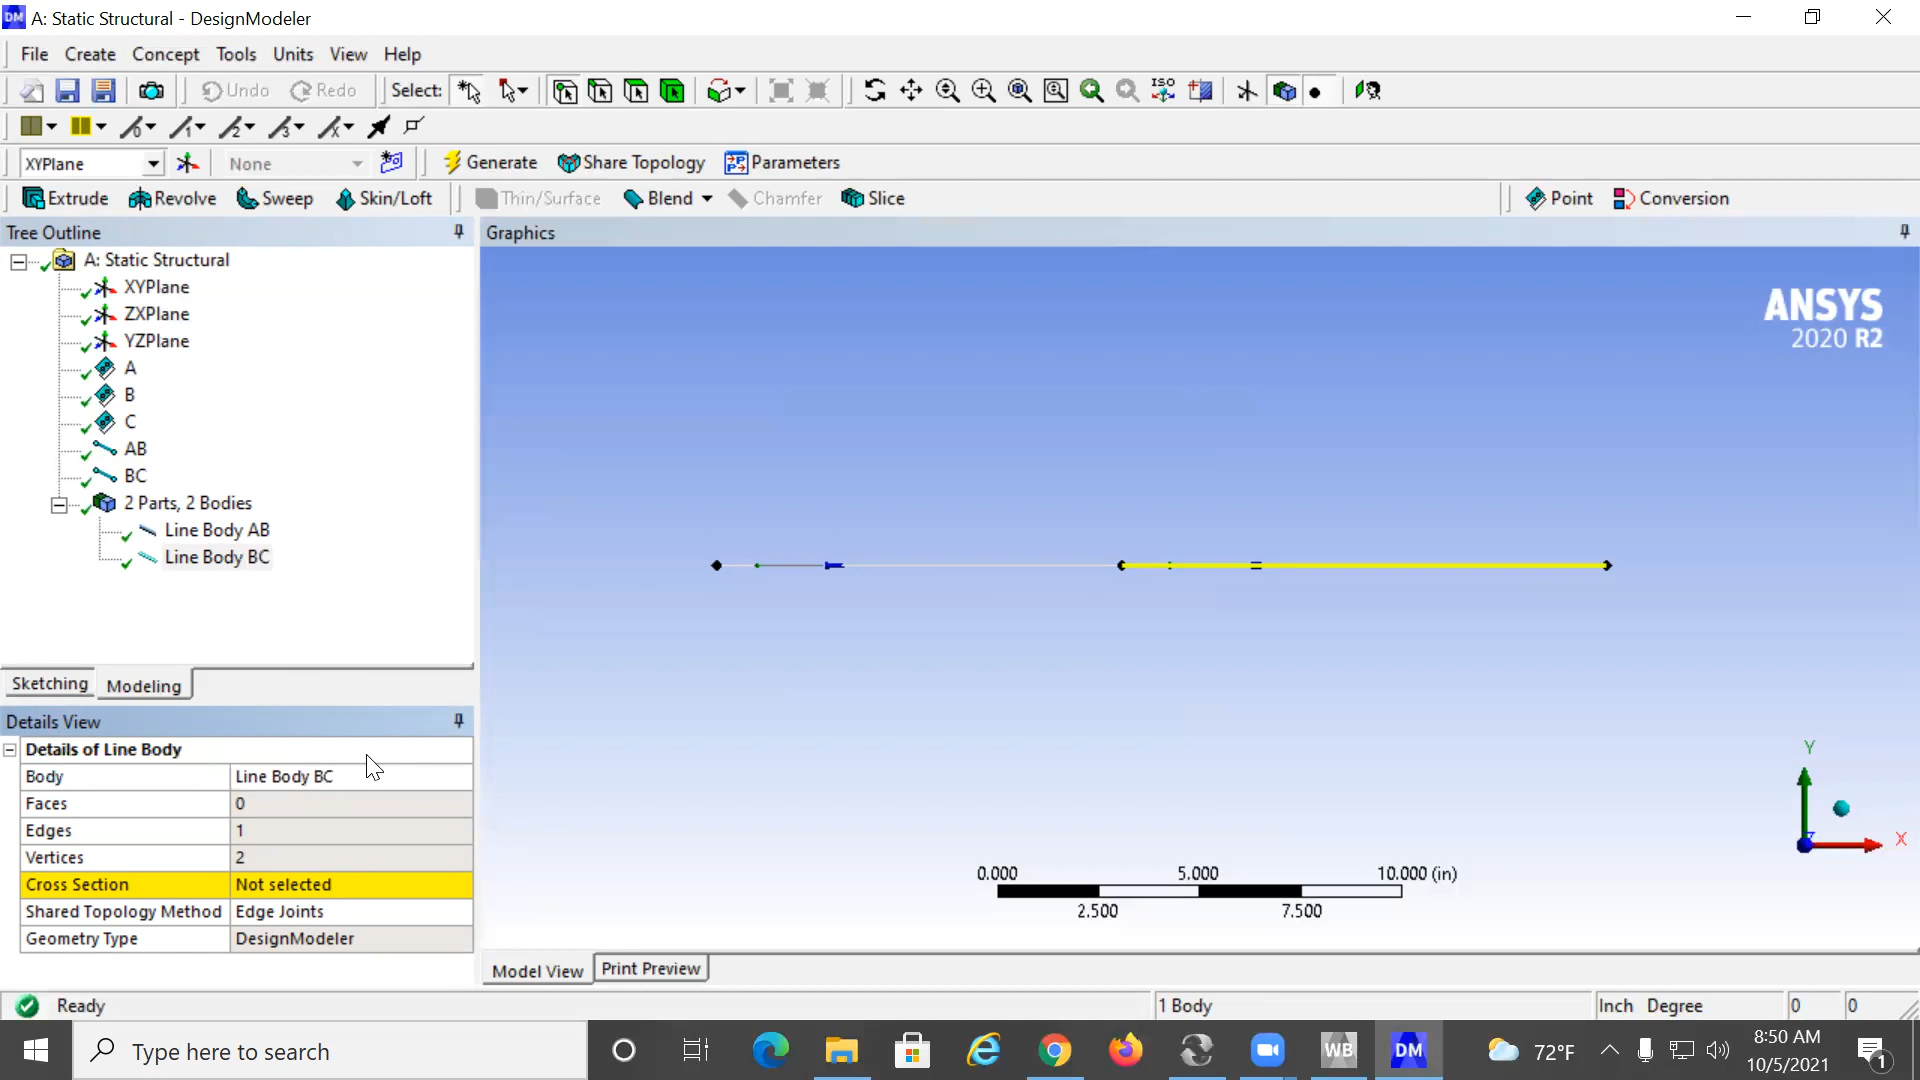 DM A: Static Structural - DesignModeler
File Create Concept Tools Units View Help
Undo Redo Select: ISO
XYPlane None Generate Share Topology Parameters
Extrude Revolve Sweep Skin/Loft Thin/Surface Blend Chamfer Slice Point Conversion
Tree Outline
Graphics
A: Static Structural
XYPlane
ZXPlane
YZPlane
A
B
C
AB
BC
2 Parts, 2 Bodies
Line Body AB
Line Body BC
ANSYS
2020 R2
Sketching Modeling
Details View
Details of Line Body
Body Line Body BC
Faces 0
Edges 1
Vertices 2
Cross Section Not selected
Shared Topology Method Edge Joints
Geometry Type DesignModeler
Y
X
Z
0.000 5.000 10.000 (in)
2.500 7.500
Model View Print Preview
Ready 1 Body Inch Degree 0 0
Type here to search
WB
DM
72°F
8:50 AM
10/5/2021
1